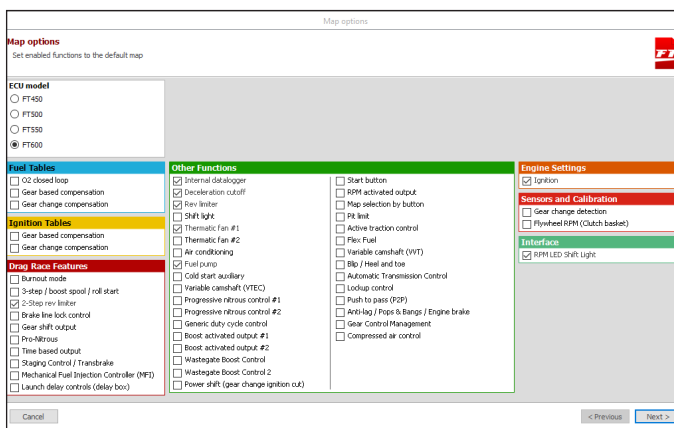 Map options
Map options
Set enabled functions to the default map
FT
ECU model
FT450
FT500
FT550
FT600
Fuel Tables
O2 closed loop
Gear based compensation
Gear change compensation
Ignition Tables
Gear based compensation
Gear change compensation
Drag Race Features
Burnout mode
3-step / boost spool / roll start
2-Step rev limiter
Brake line lock control
Gear shift output
Pro-Nitrous
Time based output
Staging Control / Transbrake
Mechanical Fuel Injection Controller (MFI)
Launch delay controls (delay box)
Other Functions
Internal datalogger
Deceleration cutoff
Rev limiter
Shift light
Thermatic fan #1
Thermatic fan #2
Air conditioning
Fuel pump
Cold start auxiliary
Variable camshaft (VTEC)
Progressive nitrous control #1
Progressive nitrous control #2
Generic duty cycle control
Boost activated output #1
Boost activated output #2
Wastegate Boost Control
Wastegate Boost Control 2
Power shift (gear change ignition cut)
Start button
RPM activated output
Map selection by button
Pit limit
Active traction control
Flex Fuel
Variable camshaft (VVT)
Blip / Heel and toe
Automatic Transmission Control
Lockup control
Push to pass (P2P)
Anti-lag / Pops & Bangs / Engine brake
Gear Control Management
Compressed air control
Engine Settings
Ignition
Sensors and Calibration
Gear change detection
Flywheel RPM (Clutch basket)
Interface
RPM LED Shift Light
Cancel
< Previous
Next >